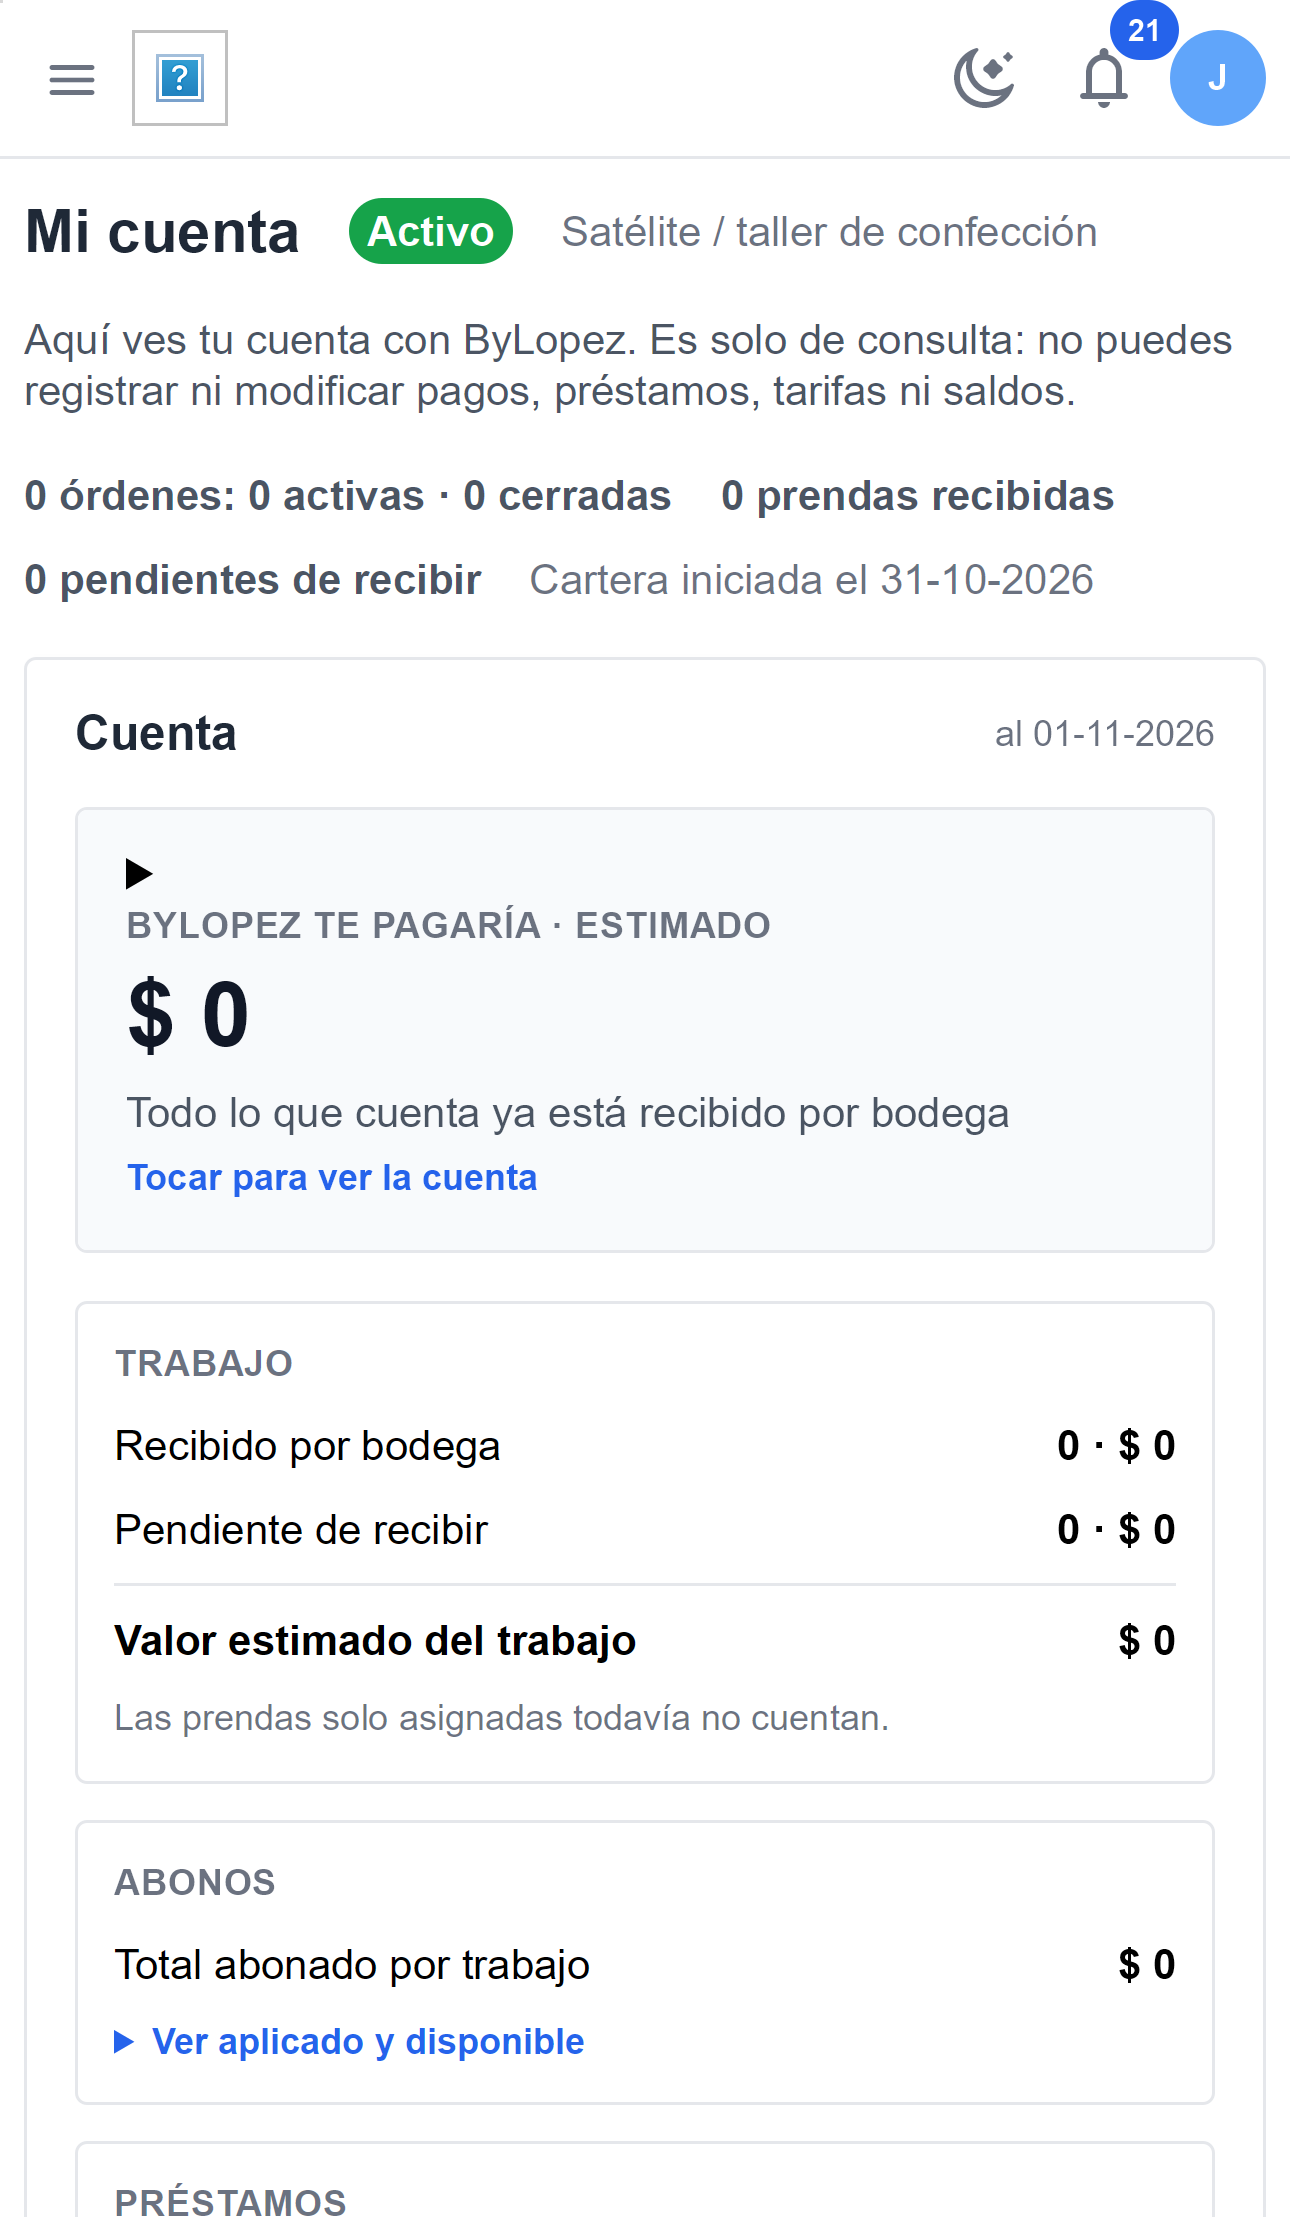 21
?
J
Mi cuenta Activo Satélite / taller de confección
Aquí ves tu cuenta con ByLopez. Es solo de consulta: no puedes
registrar ni modificar pagos, préstamos, tarifas ni saldos.
0 órdenes: 0 activas · 0 cerradas 0 prendas recibidas
0 pendientes de recibir Cartera iniciada el 31-10-2026
Cuenta al 01-11-2026
BYLOPEZ TE PAGARÍA · ESTIMADO
$ 0
Todo lo que cuenta ya está recibido por bodega
Tocar para ver la cuenta
TRABAJO
Recibido por bodega 0 · $ 0
Pendiente de recibir 0 · $ 0
Valor estimado del trabajo $ 0
Las prendas solo asignadas todavía no cuentan.
ABONOS
Total abonado por trabajo $ 0
Ver aplicado y disponible
PRÉSTAMOS